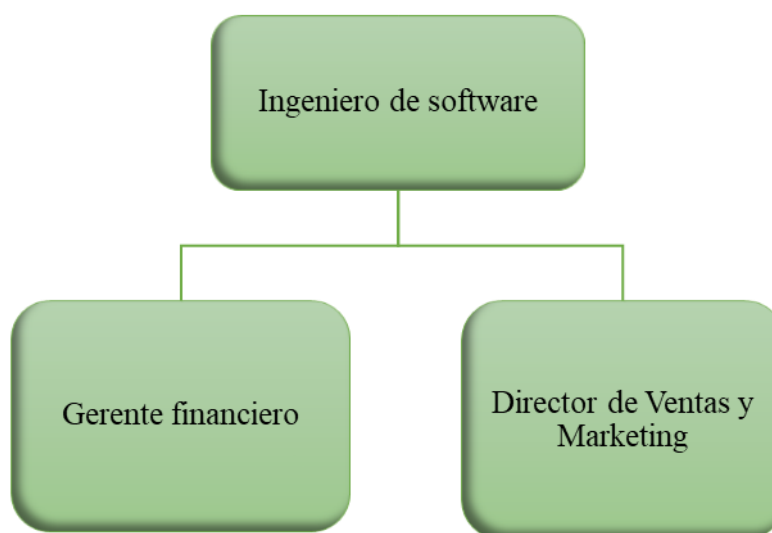 Ingeniero de software
Gerente financiero
Director de Ventas y
Marketing